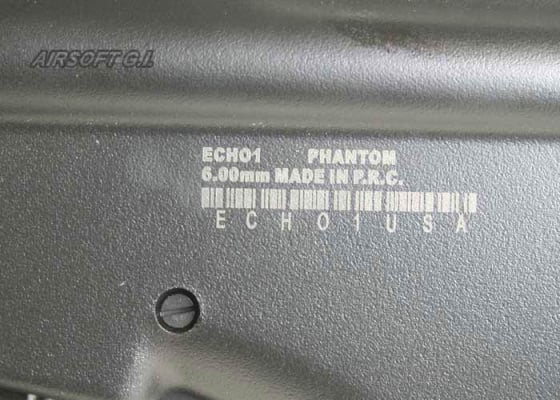 AIRSOFT G.I.
ECHO1 PHANTOM
6.00mm MADE IN P.R.C.
ECHO1USA